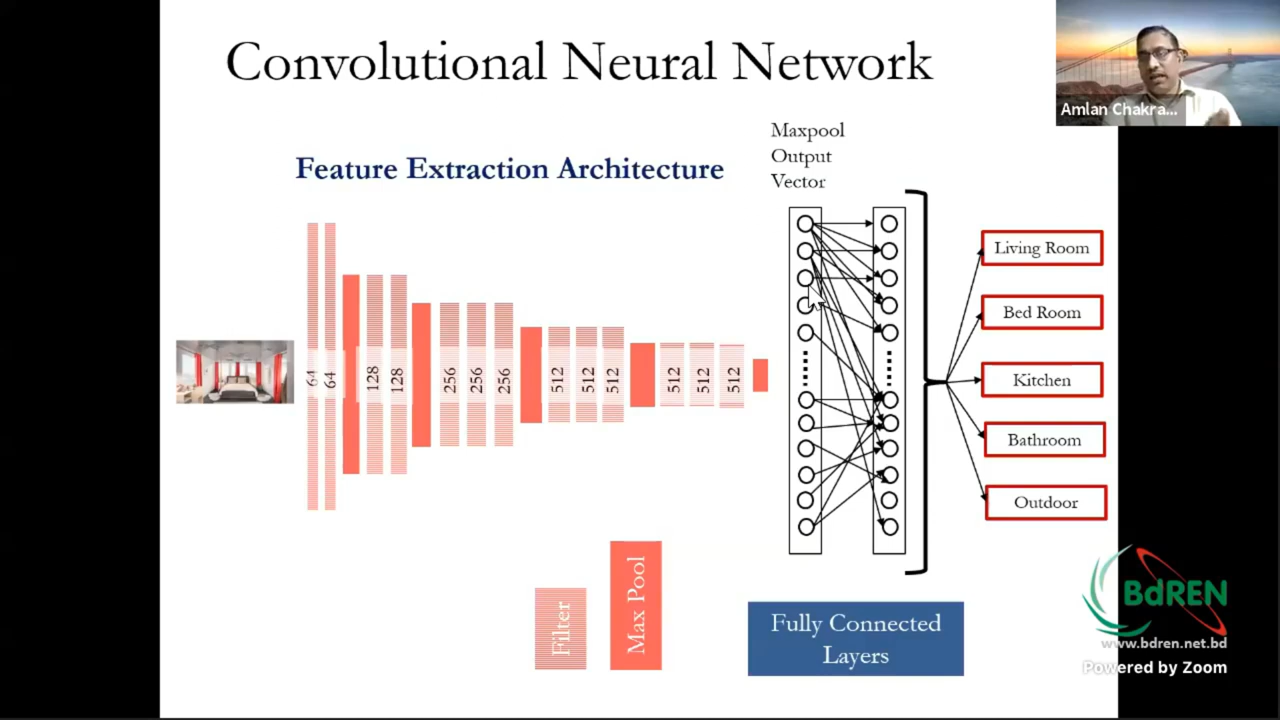 Convolutional Neural Network
Amlan Chakra...
Maxpool
Output
Vector
Feature Extraction Architecture
64
64
128
128
256
256
256
512
512
512
512
512
512
Living Room
Bed Room
Kitchen
Bathroom
Outdoor
Filter
Max Pool
Fully Connected
Layers
BdREN
www.bdren.net.bd
Powered by Zoom